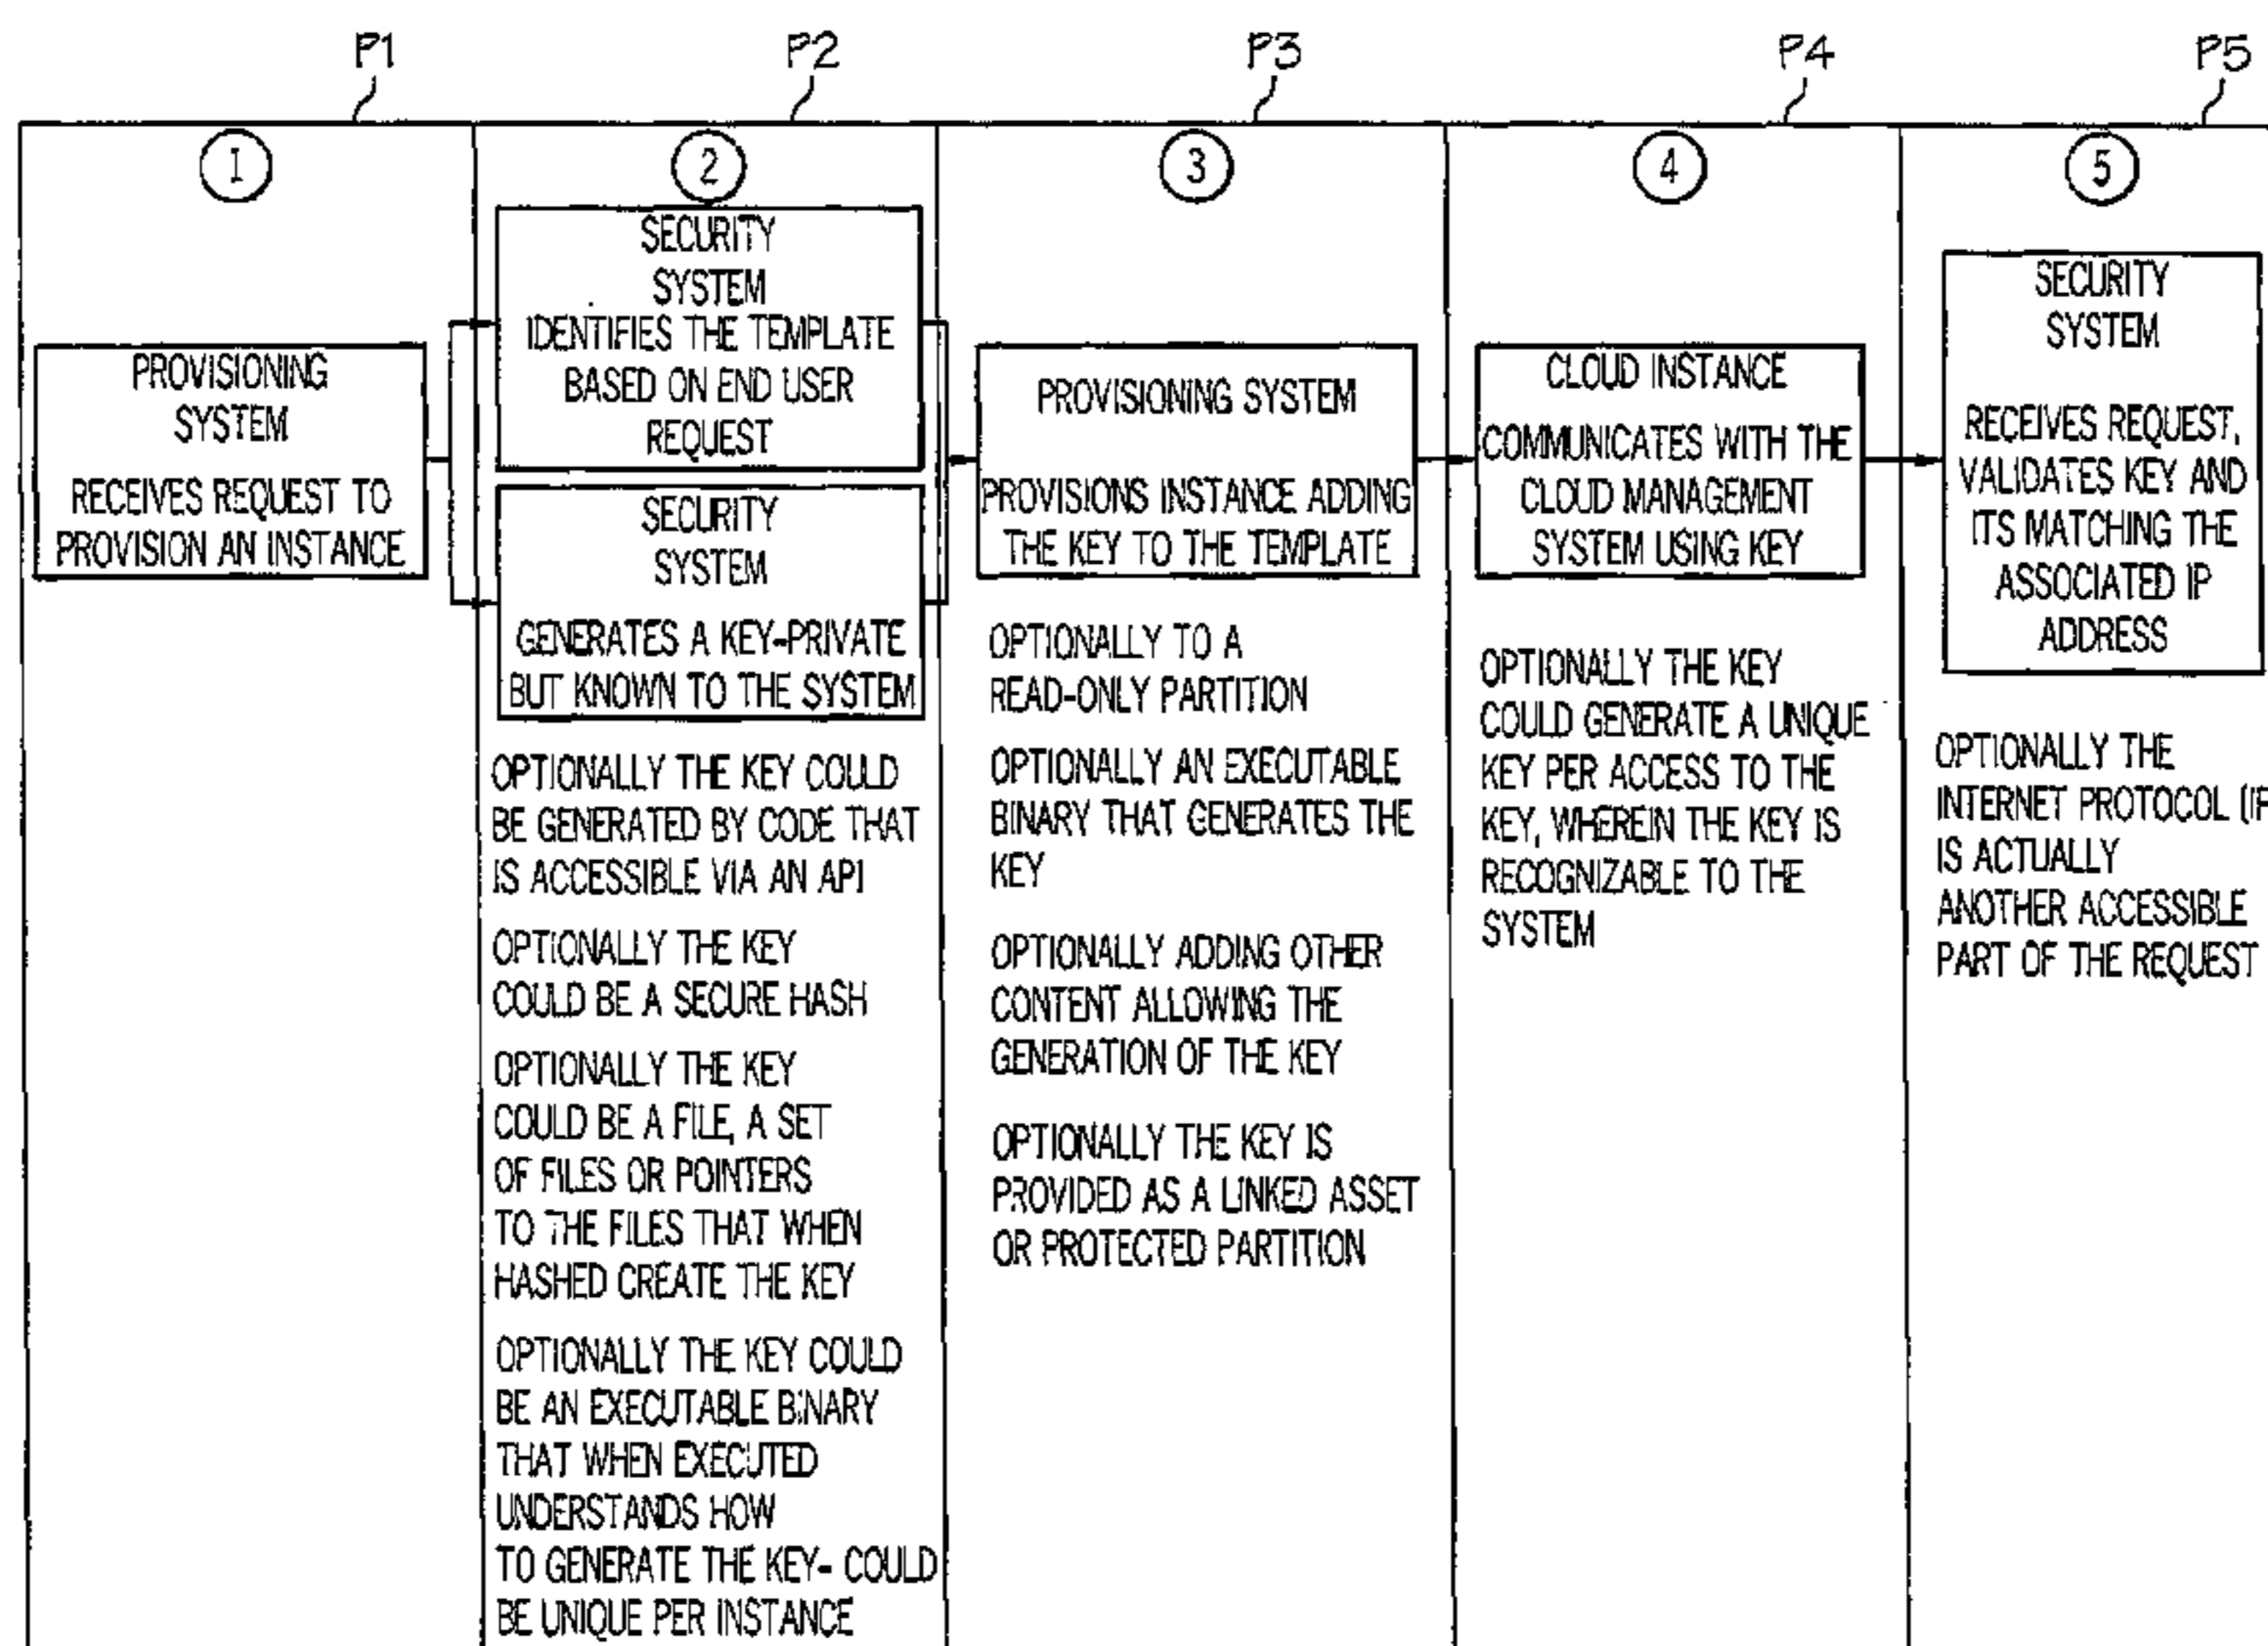 P1
P2
P3
P4
P5
1
2
3
4
5
PROVISIONING
SYSTEM
RECEIVES REQUEST TO
PROVISION AN INSTANCE
SECURITY
SYSTEM
IDENTIFIES THE TEMPLATE
BASED ON END USER
REQUEST
SECURITY
SYSTEM
GENERATES A KEY-PRIVATE
BUT KNOWN TO THE SYSTEM
OPTIONALLY THE KEY COULD
BE GENERATED BY CODE THAT
IS ACCESSIBLE VIA AN API
OPTIONALLY THE KEY
COULD BE A SECURE HASH
OPTIONALLY THE KEY
COULD BE A FILE, A SET
OF FILES OR POINTERS
TO THE FILES THAT WHEN
HASHED CREATE THE KEY
OPTIONALLY THE KEY COULD
BE AN EXECUTABLE BINARY
THAT WHEN EXECUTED
UNDERSTANDS HOW
TO GENERATE THE KEY- COULD
BE UNIQUE PER INSTANCE
PROVISIONING SYSTEM
PROVISIONS INSTANCE ADDING
THE KEY TO THE TEMPLATE
OPTIONALLY TO A
READ-ONLY PARTITION
OPTIONALLY AN EXECUTABLE
BINARY THAT GENERATES THE
KEY
OPTIONALLY ADDING OTHER
CONTENT ALLOWING THE
GENERATION OF THE KEY
OPTIONALLY THE KEY IS
PROVIDED AS A LINKED ASSET
OR PROTECTED PARTITION
CLOUD INSTANCE
COMMUNICATES WITH THE
CLOUD MANAGEMENT
SYSTEM USING KEY
OPTIONALLY THE KEY
COULD GENERATE A UNIQUE
KEY PER ACCESS TO THE
KEY, WHEREIN THE KEY IS
RECOGNIZABLE TO THE
SYSTEM
SECURITY
SYSTEM
RECEIVES REQUEST,
VALIDATES KEY AND
ITS MATCHING THE
ASSOCIATED IP
ADDRESS
OPTIONALLY THE
INTERNET PROTOCOL (IP
IS ACTUALLY
ANOTHER ACCESSIBLE
PART OF THE REQUEST